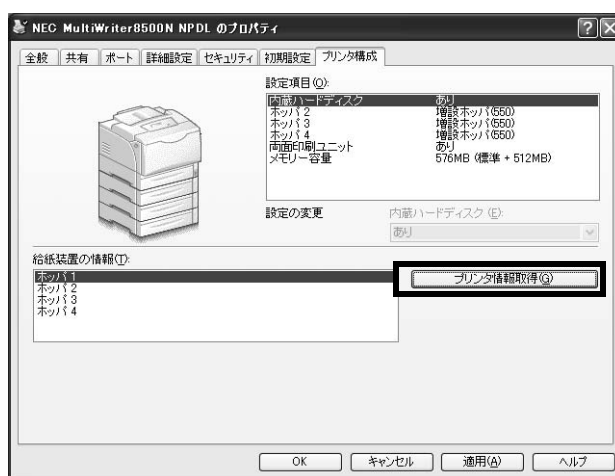 NEC MultiWriter8500N NPDL のプロパティ
全般 共有 ポート 詳細設定 セキュリティ 初期設定 プリンタ構成
設定項目(O):
内蔵ハードディスク あり
ホッパ 2 増設ホッパ(550)
ホッパ 3 増設ホッパ(550)
ホッパ 4 増設ホッパ(550)
両面印刷ユニット あり
メモリー容量 576MB (標準 + 512MB)
設定の変更 内蔵ハードディスク(E):
あり
給紙装置の情報(T):
ホッパ 1
ホッパ 2
ホッパ 3
ホッパ 4
プリンタ情報取得(G)
OK キャンセル 適用(A) ヘルプ